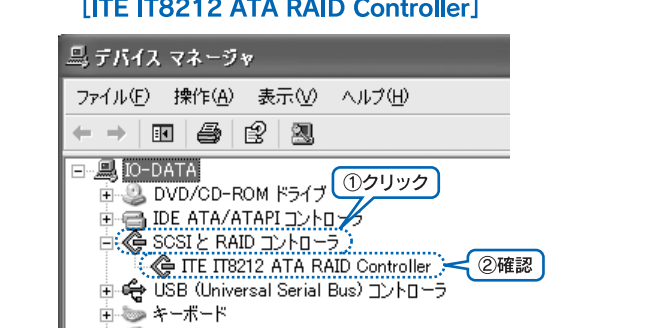 [ITE IT8212 ATA RAID Controller]
デバイス マネージャ
ファイル(F) 操作(A) 表示(V) ヘルプ(H)
IO-DATA
①クリック
DVD/CD-ROM ドライブ
IDE ATA/ATAPI コントローラ
SCSI と RAID コントローラ
ITE IT8212 ATA RAID Controller
②確認
USB (Universal Serial Bus) コントローラ
キーボード